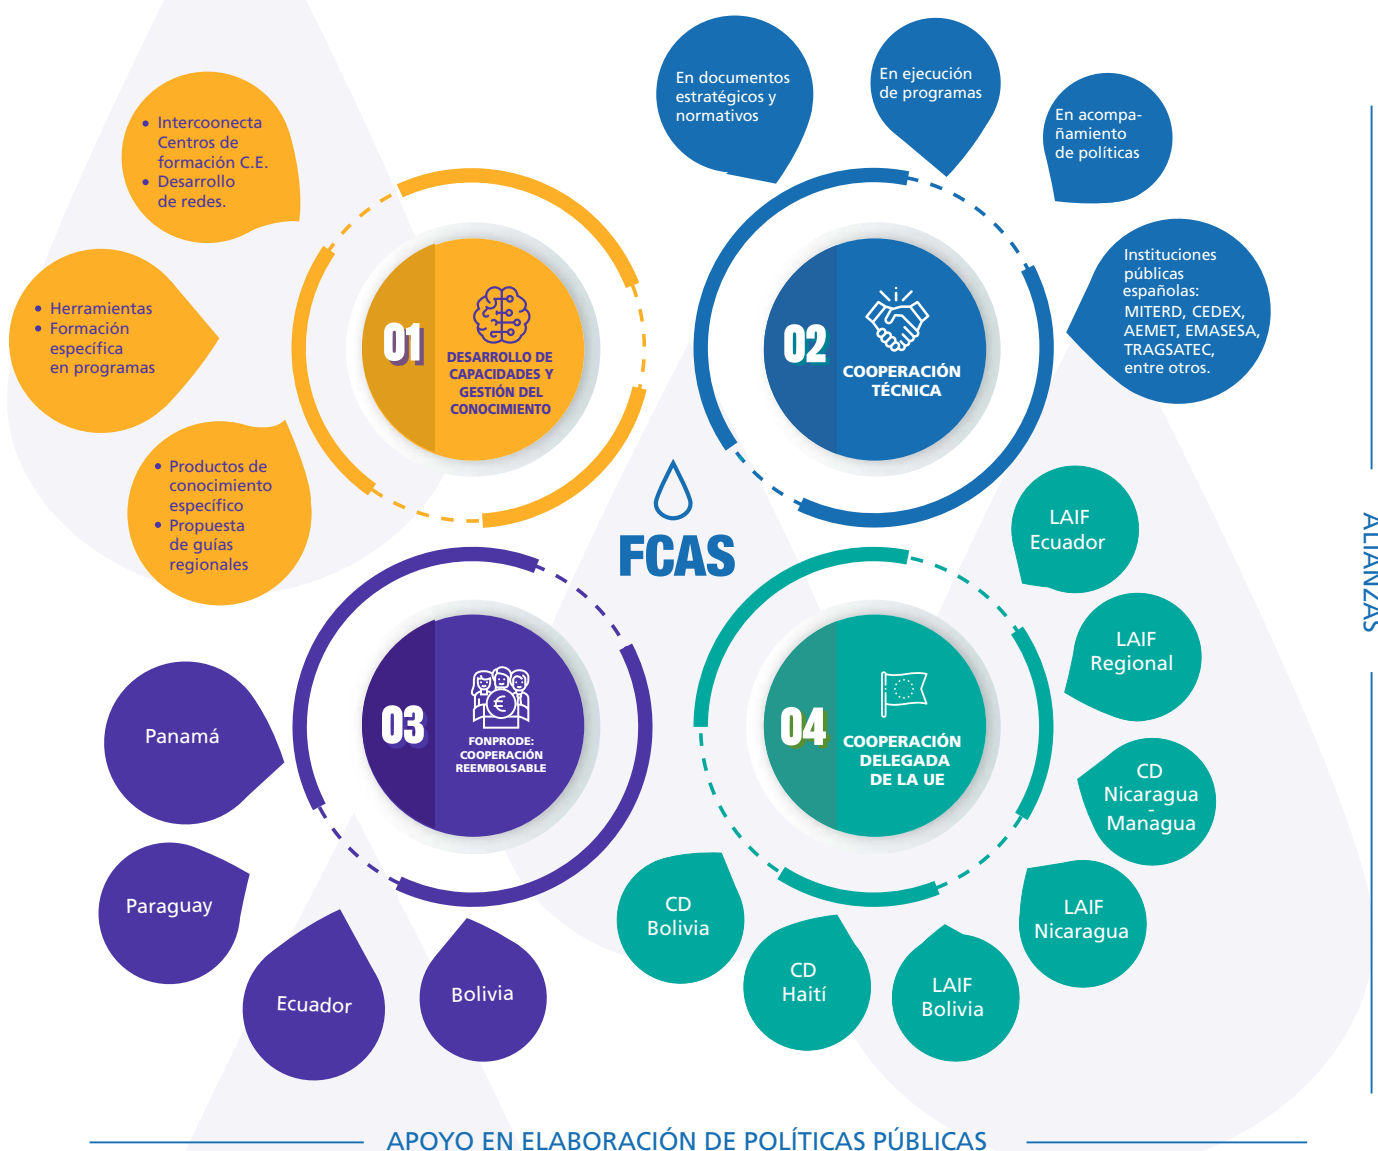 • Intercoonecta
Centros de
formación C.E.
• Desarrollo
de redes.
• Herramientas
• Formación
específica
en programas
• Productos de
conocimiento
específico
• Propuesta
de guías
regionales
01
DESARROLLO DE
CAPACIDADES Y
GESTIÓN DEL
CONOCIMIENTO
En documentos
estratégicos y
normativos
En ejecución
de programas
En acompa-
ñamiento
de políticas
Instituciones
públicas
españolas:
MITERD, CEDEX,
AEMET, EMASESA,
TRAGSATEC,
entre otros.
02
COOPERACIÓN
TÉCNICA
FCAS
03
€
FONPRODE:
COOPERACIÓN
REEMBOLSABLE
Panamá
Paraguay
Ecuador
Bolivia
04
COOPERACIÓN
DELEGADA
DE LA UE
LAIF
Ecuador
LAIF
Regional
CD
Nicaragua
-
Managua
LAIF
Nicaragua
LAIF
Bolivia
CD
Haití
CD
Bolivia
ALIANZAS
APOYO EN ELABORACIÓN DE POLÍTICAS PÚBLICAS